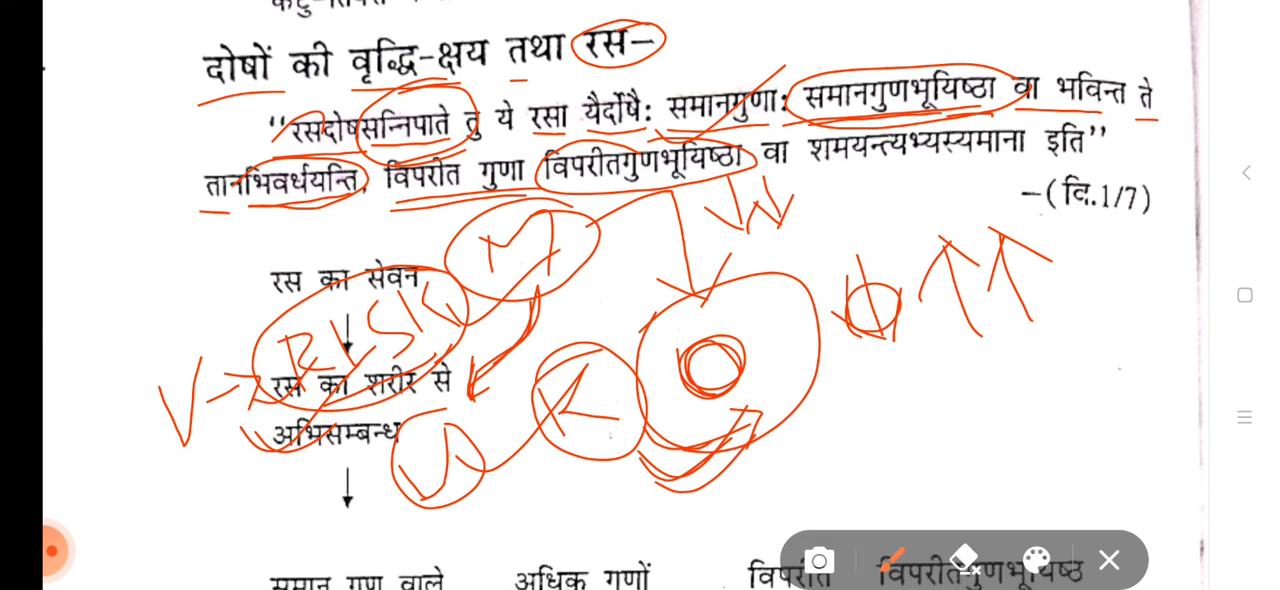 दोषों की वृद्धि-क्षय तथा रस–
“रसदोषसन्निपाते तु ये रसा यैर्दोषैः समानगुणाः समानगुणभूयिष्ठा वा भवन्ति ते
तानभिवर्धयन्ति, विपरीत गुणा विपरीतगुणभूयिष्ठा वा शमयन्त्यभ्यस्यमाना इति”
–(वि.1/7)
रस का सेवन
M
रस का शरीर से
अभिसम्बन्ध
V
K
समान गुण वाले अधिक गुणों विपरीत विपरीतगुणभूयिष्ठ